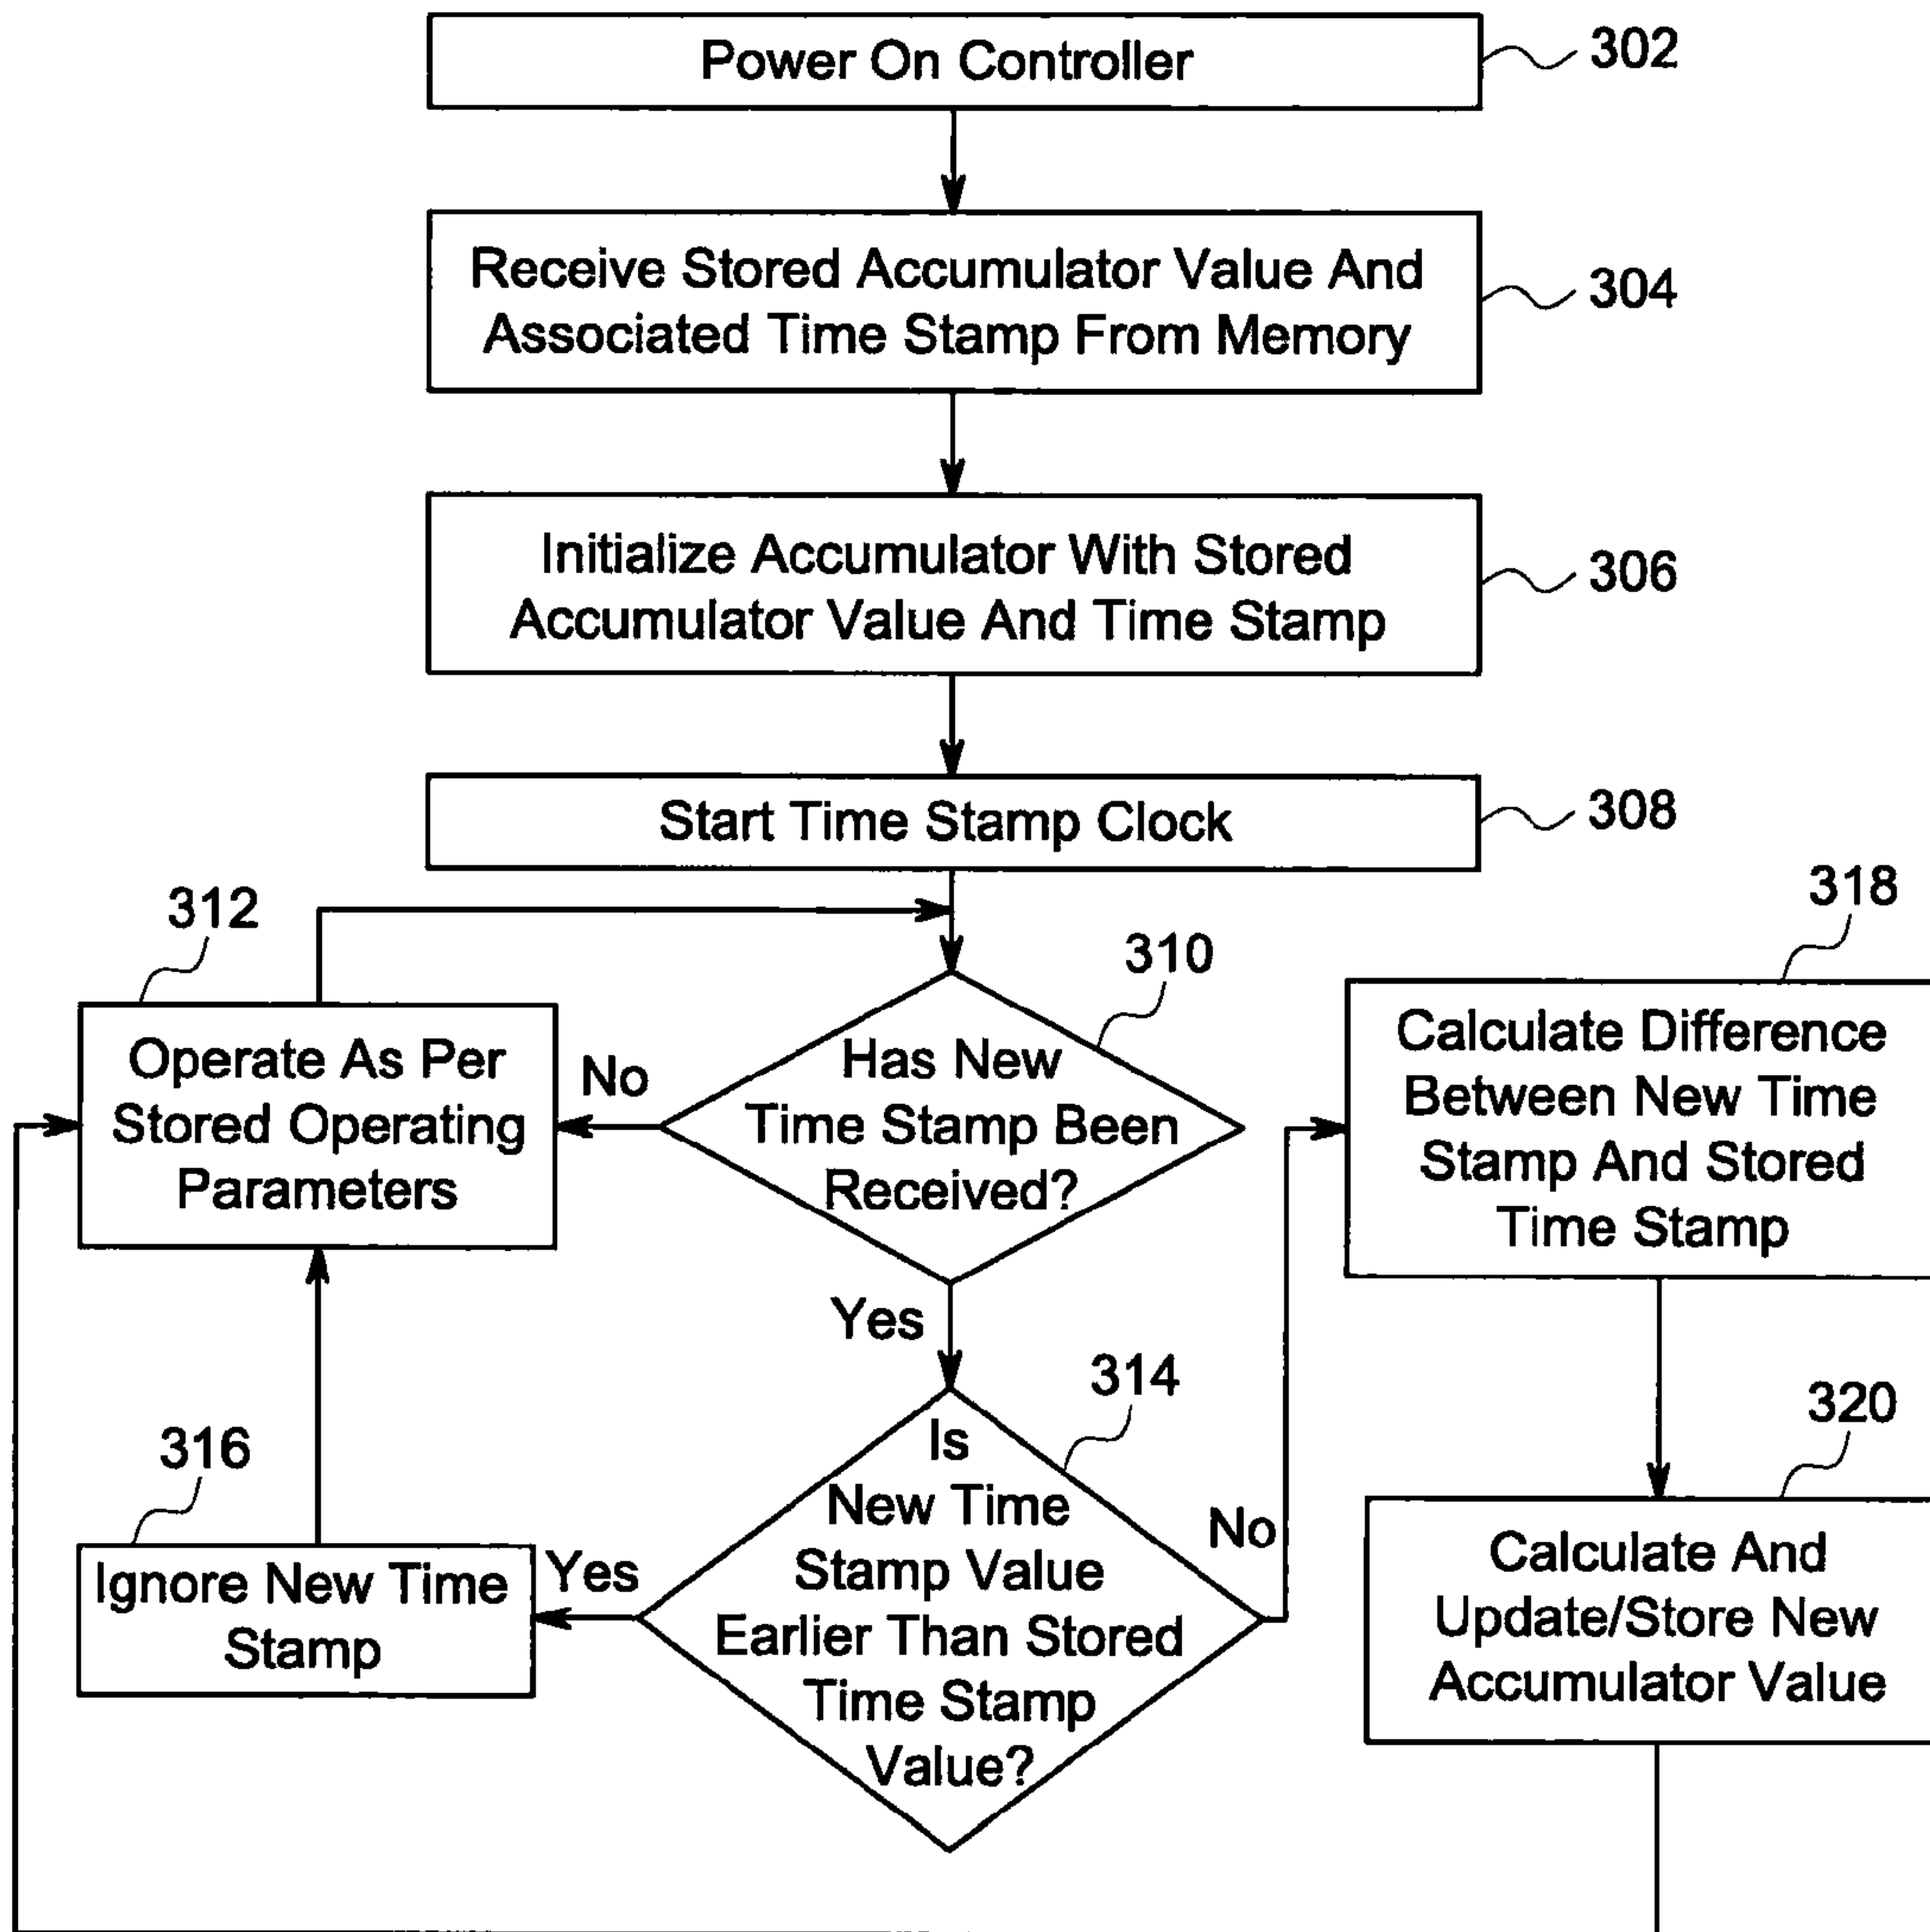 Power On Controller
302
Receive Stored Accumulator Value And
Associated Time Stamp From Memory
304
Initialize Accumulator With Stored
Accumulator Value And Time Stamp
306
Start Time Stamp Clock
308
312
Operate As Per
Stored Operating
Parameters
No
310
Has New
Time Stamp Been
Received?
Yes
318
Calculate Difference
Between New Time
Stamp And Stored
Time Stamp
314
Is
New Time
Stamp Value
Earlier Than Stored
Time Stamp
Value?
Yes
No
316
Ignore New Time
Stamp
320
Calculate And
Update/Store New
Accumulator Value